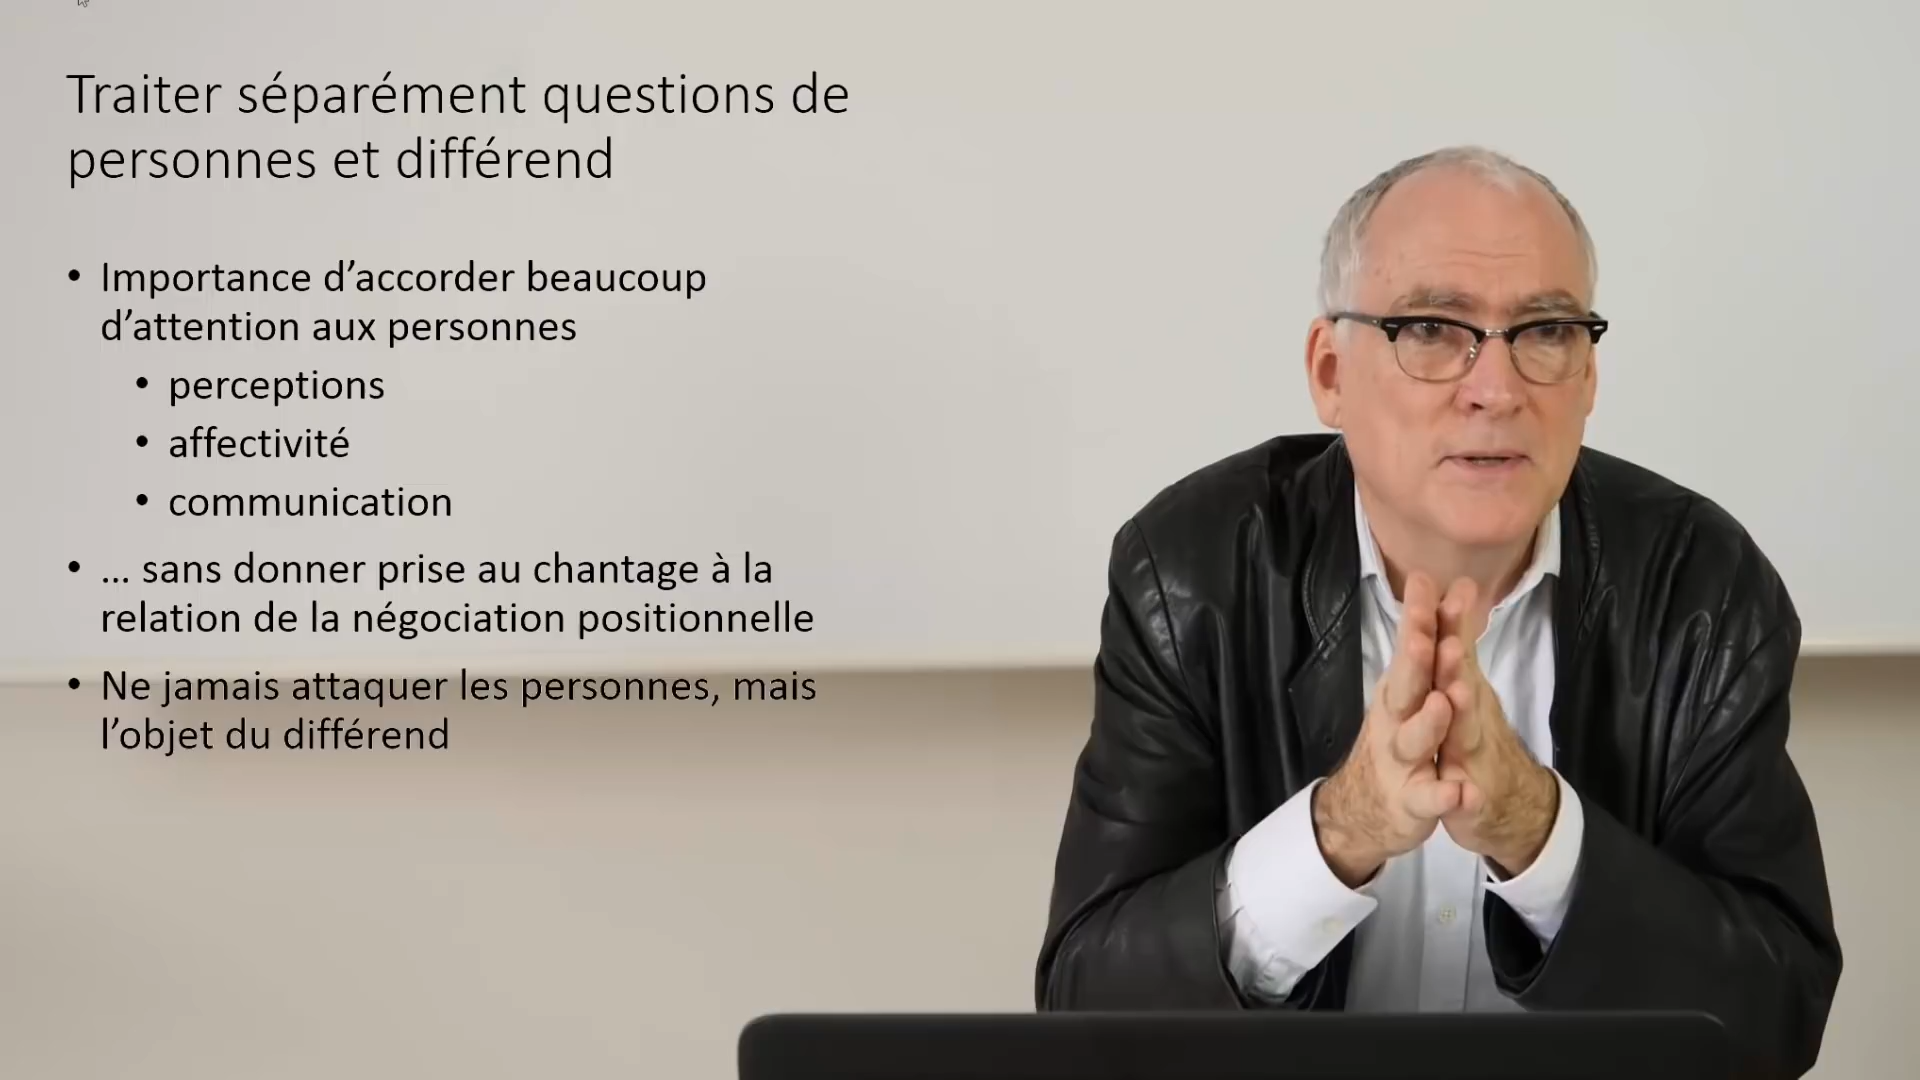 Traiter séparément questions de
personnes et différend
• Importance d’accorder beaucoup
d’attention aux personnes
• perceptions
• affectivité
• communication
• ... sans donner prise au chantage à la
relation de la négociation positionnelle
• Ne jamais attaquer les personnes, mais
l’objet du différend